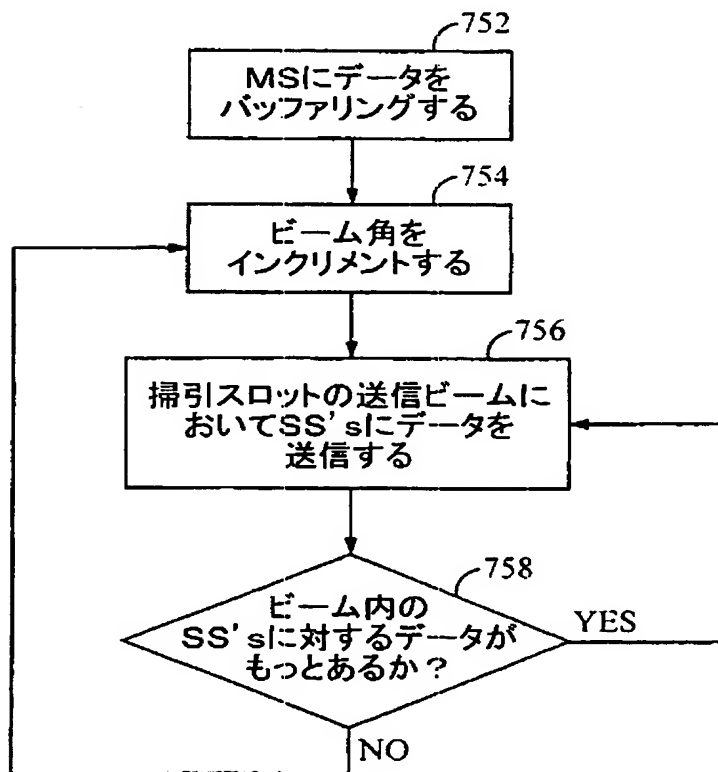 752
MSにデータを
バッファリングする
754
ビーム角を
インクリメントする
756
掃引スロットの送信ビームに
おいてSS'sにデータを
送信する
758
ビーム内の
SS'sに対するデータが
もっとあるか？
YES
NO